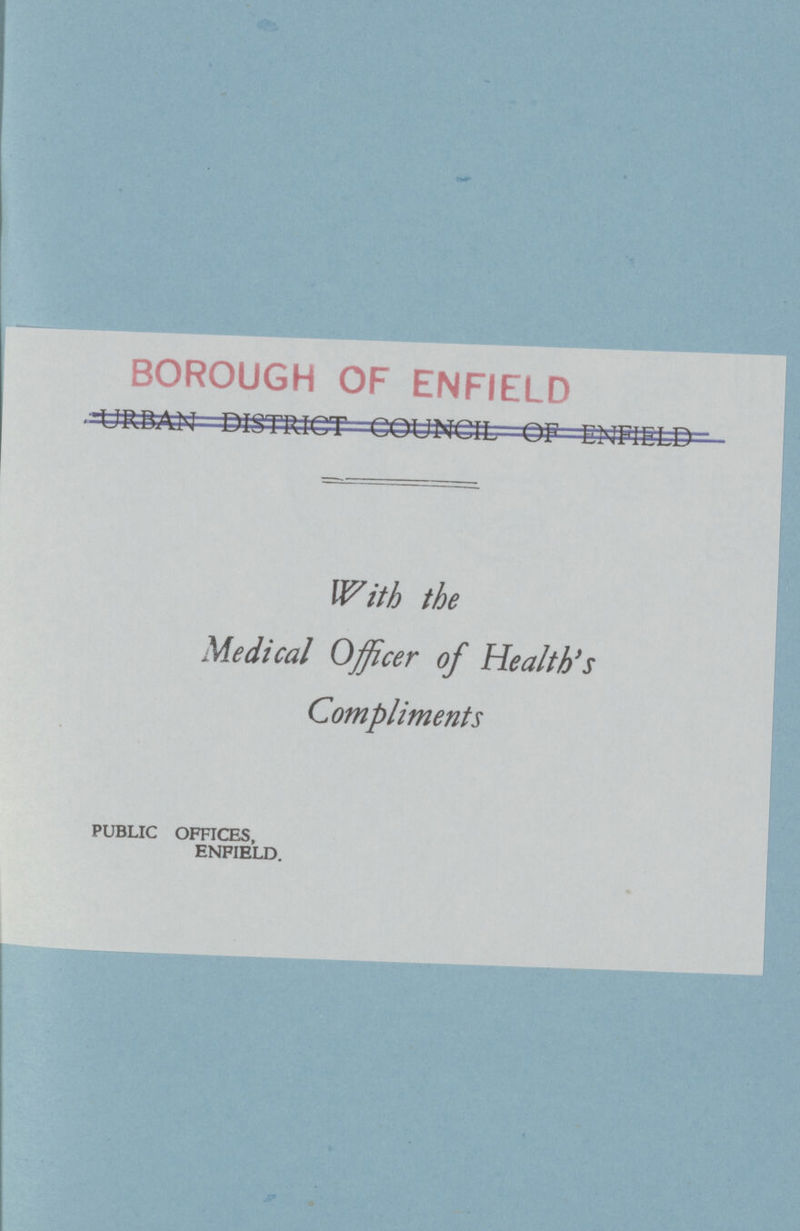 BOROUGH OF ENFIELD
URBAN DISTRICT COUNCIL OF ENFIELD
With the
Medical Officer of Health's
Compliments
PUBLIC OFFICES,
ENFIELD.